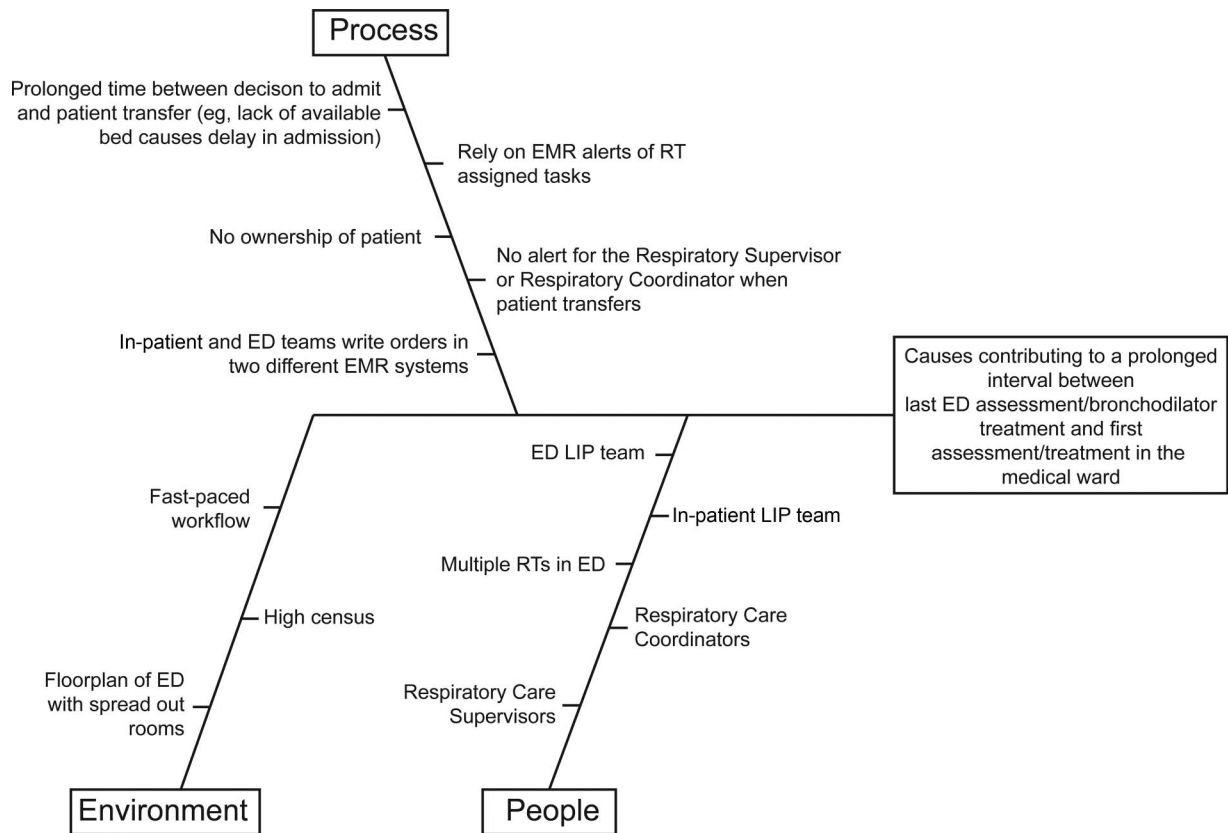 Process
Prolonged time between decison to admit
and patient transfer (eg, lack of available
bed causes delay in admission)
Rely on EMR alerts of RT
assigned tasks
No ownership of patient
No alert for the Respiratory Supervisor
or Respiratory Coordinator when
patient transfers
In-patient and ED teams write orders in
two different EMR systems
Causes contributing to a prolonged
interval between
last ED assessment/bronchodilator
treatment and first
assessment/treatment in the
medical ward
ED LIP team
Fast-paced
workflow
In-patient LIP team
Multiple RTs in ED
High census
Respiratory Care
Coordinators
Floorplan of ED
with spread out
rooms
Respiratory Care
Supervisors
Environment
People